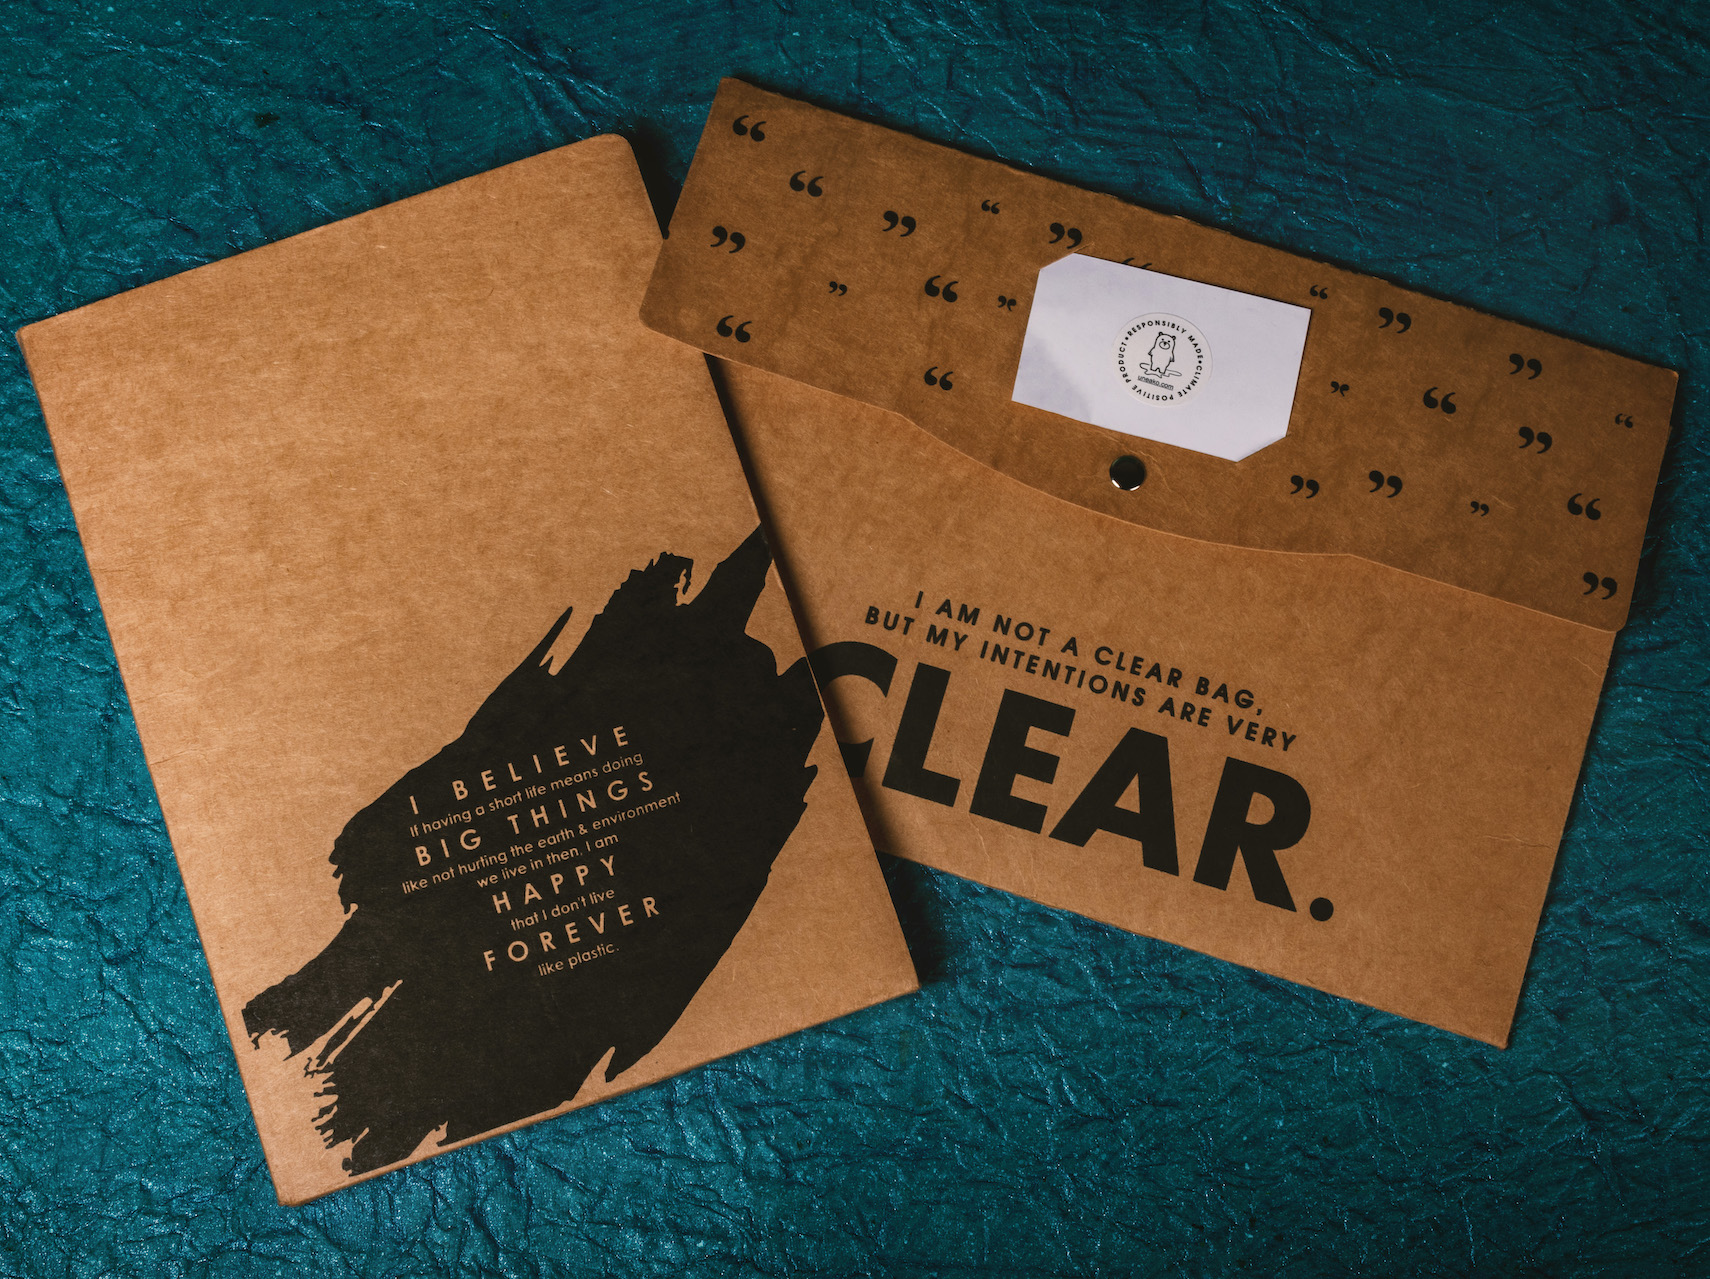 I BELIEVE
If having a short life means doing
BIG THINGS
like not hurting the earth & environment
we live in then, I am
HAPPY
that I don't live
FOREVER
like plastic.
RESPONSIBLY MADE • CLIMATE POSITIVE PRODUCT •
uneako.com
I AM NOT A CLEAR BAG,
BUT MY INTENTIONS ARE VERY
CLEAR.